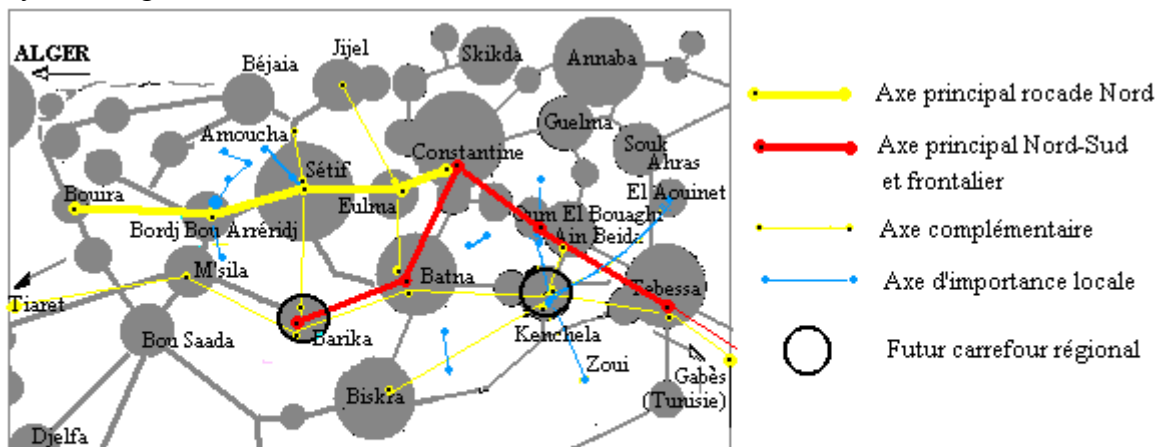 ALGER
Jijel
Skikda
Annaba
Béjaia
Amoucha
Guelma
Constantine
Souk
Ahras
Sétif
Eulma
El Aouinet
Bouira
Oum El Bouaghi
Bordj Bou Arréridj
Ain Beida
M'sila
Batna
Tebessa
Tiaret
Barika
Kenchela
Bou Saada
Zoui
Gabès
(Tunisie)
Biskra
Djelfa
Axe principal rocade Nord
Axe principal Nord-Sud
et frontalier
Axe complémentaire
Axe d'importance locale
Futur carrefour régional